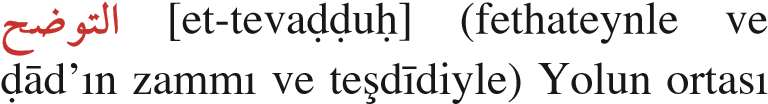 التوضح [et-tevaḍḍuḥ] (fethateynle ve
ḍād’ın zammı ve teşdīdiyle) Yolun ortası